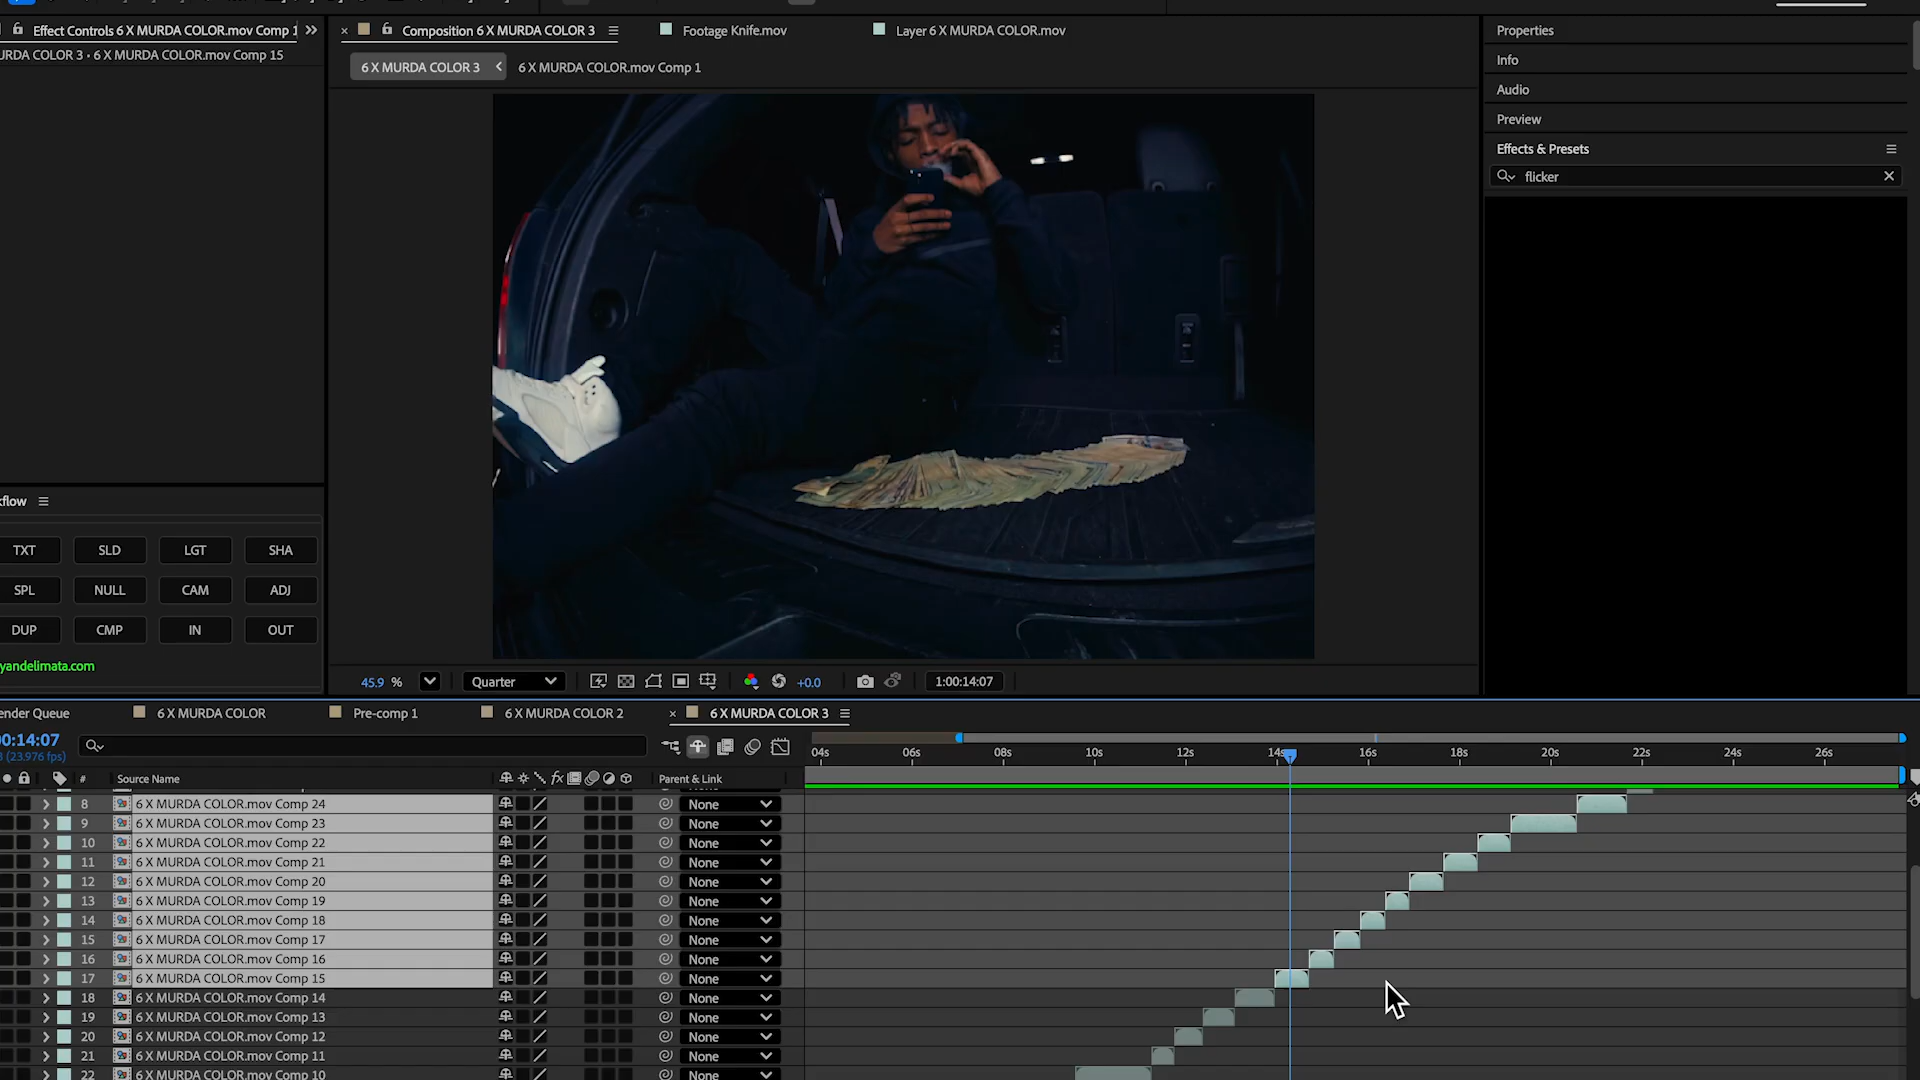 Effect Controls 6 X MURDA COLOR.mov Comp 1
URDA COLOR 3 • 6 X MURDA COLOR.mov Comp 15
Composition 6 X MURDA COLOR 3
Footage Knife.mov
Layer 6 X MURDA COLOR.mov
6 X MURDA COLOR 3
6 X MURDA COLOR.mov Comp 1
Properties
Info
Audio
Preview
Effects & Presets
flicker
kflow
TXT SLD LGT SHA
SPL NULL CAM ADJ
DUP CMP IN OUT
yandelimata.com
45.9 %
Quarter
+0.0
1:00:14:07
ender Queue
6 X MURDA COLOR
Pre-comp 1
6 X MURDA COLOR 2
6 X MURDA COLOR 3
00:14:07
(23.976 fps)
04s 06s 08s 10s 12s 14s 16s 18s 20s 22s 24s 26s
# Source Name fx Parent & Link
8 6 X MURDA COLOR.mov Comp 24 None
9 6 X MURDA COLOR.mov Comp 23 None
10 6 X MURDA COLOR.mov Comp 22 None
11 6 X MURDA COLOR.mov Comp 21 None
12 6 X MURDA COLOR.mov Comp 20 None
13 6 X MURDA COLOR.mov Comp 19 None
14 6 X MURDA COLOR.mov Comp 18 None
15 6 X MURDA COLOR.mov Comp 17 None
16 6 X MURDA COLOR.mov Comp 16 None
17 6 X MURDA COLOR.mov Comp 15 None
18 6 X MURDA COLOR.mov Comp 14 None
19 6 X MURDA COLOR.mov Comp 13 None
20 6 X MURDA COLOR.mov Comp 12 None
21 6 X MURDA COLOR.mov Comp 11 None
22 6 X MURDA COLOR.mov Comp 10 None